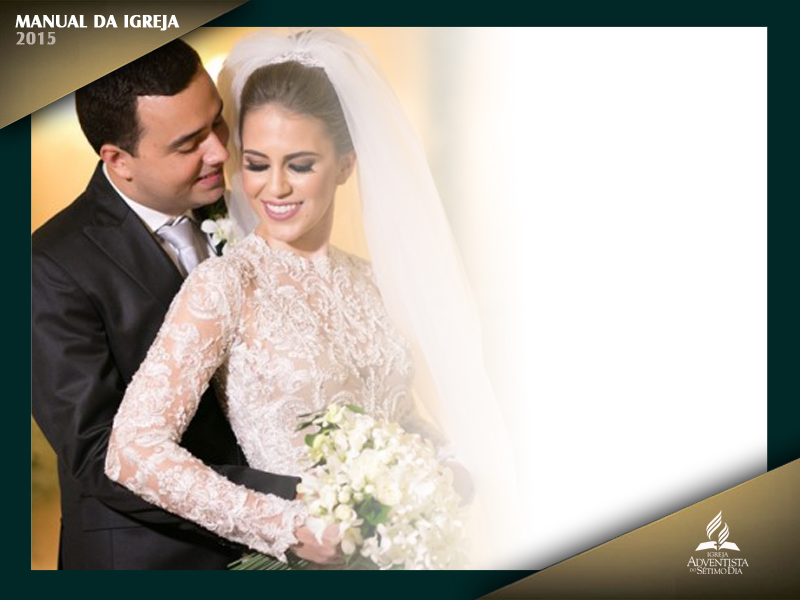 MANUAL DA IGREJA
2015
IGREJA
ADVENTISTA
DO SÉTIMO DIA